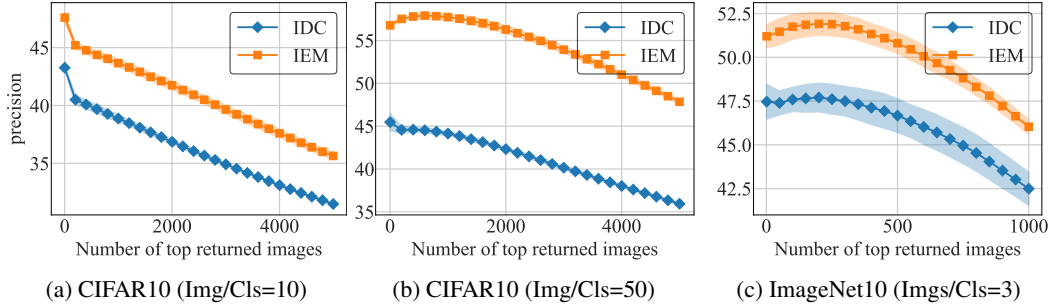 precision
45
40
35
0
2000
4000
Number of top returned images
IDC
IEM
(a) CIFAR10 (Img/Cls=10)
55
50
45
40
35
0
2000
4000
Number of top returned images
IDC
IEM
(b) CIFAR10 (Img/Cls=50)
52.5
50.0
47.5
45.0
42.5
0
500
1000
Number of top returned images
IDC
IEM
(c) ImageNet10 (Imgs/Cls=3)